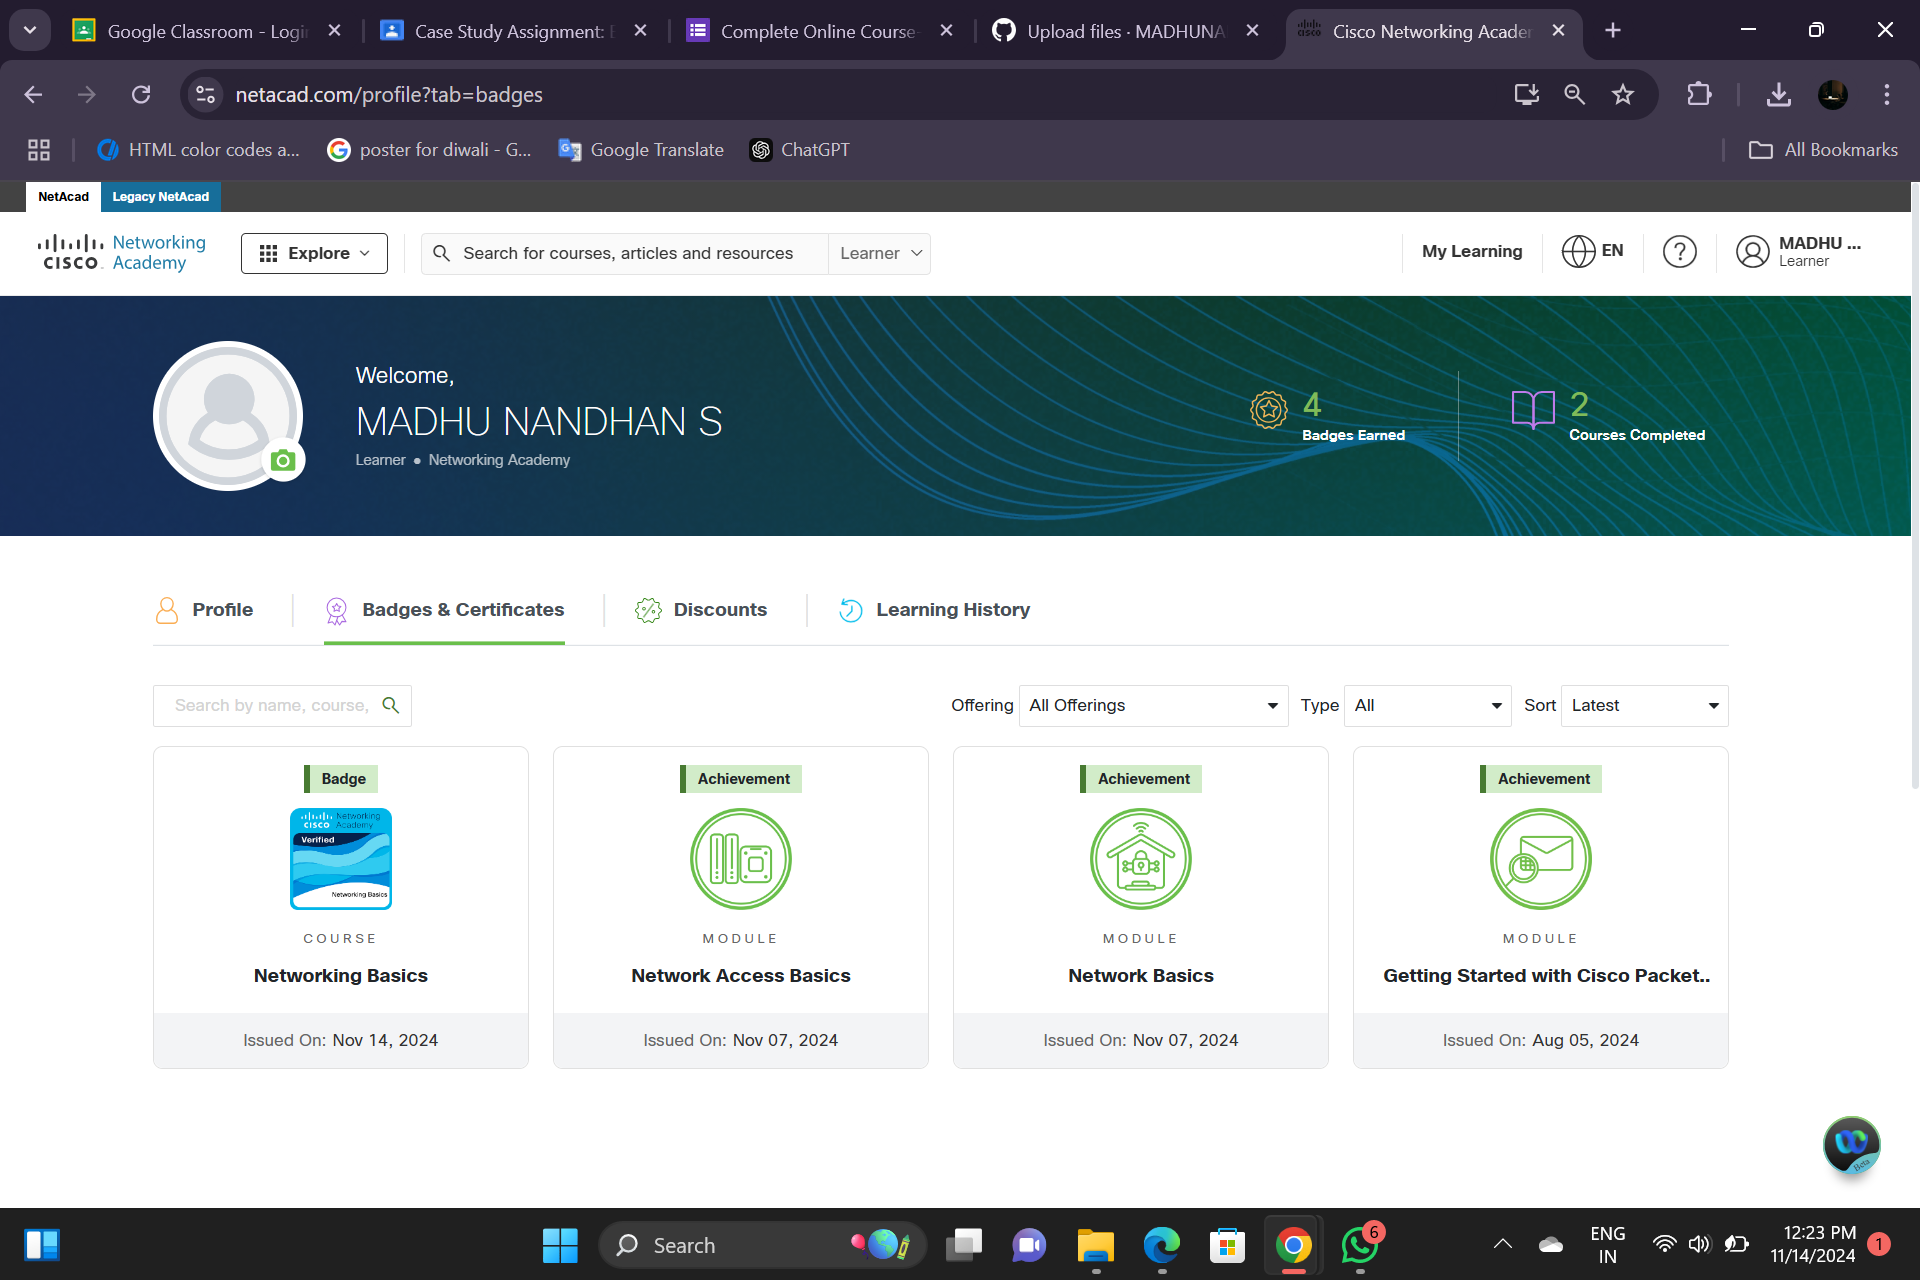 Google Classroom - Logi
Case Study Assignment: E
Complete Online Course-
Upload files · MADHUNA
Cisco Networking Acader
netacad.com/profile?tab=badges
HTML color codes a...
poster for diwali - G...
Google Translate
ChatGPT
All Bookmarks
NetAcad
Legacy NetAcad
CISCO
Networking
Academy
Explore
Search for courses, articles and resources
Learner
My Learning
EN
?
MADHU ...
Learner
Welcome,
MADHU NANDHAN S
Learner • Networking Academy
4
Badges Earned
2
Courses Completed
Profile
Badges & Certificates
Discounts
Learning History
Search by name, course,
Offering
All Offerings
Type
All
Sort
Latest
Badge
CISCO
Networking
Academy
Verified
Networking Basics
COURSE
Networking Basics
Issued On: Nov 14, 2024
Achievement
MODULE
Network Access Basics
Issued On: Nov 07, 2024
Achievement
MODULE
Network Basics
Issued On: Nov 07, 2024
Achievement
MODULE
Getting Started with Cisco Packet..
Issued On: Aug 05, 2024
Beta
Search
6
ENG
IN
12:23 PM
11/14/2024
1